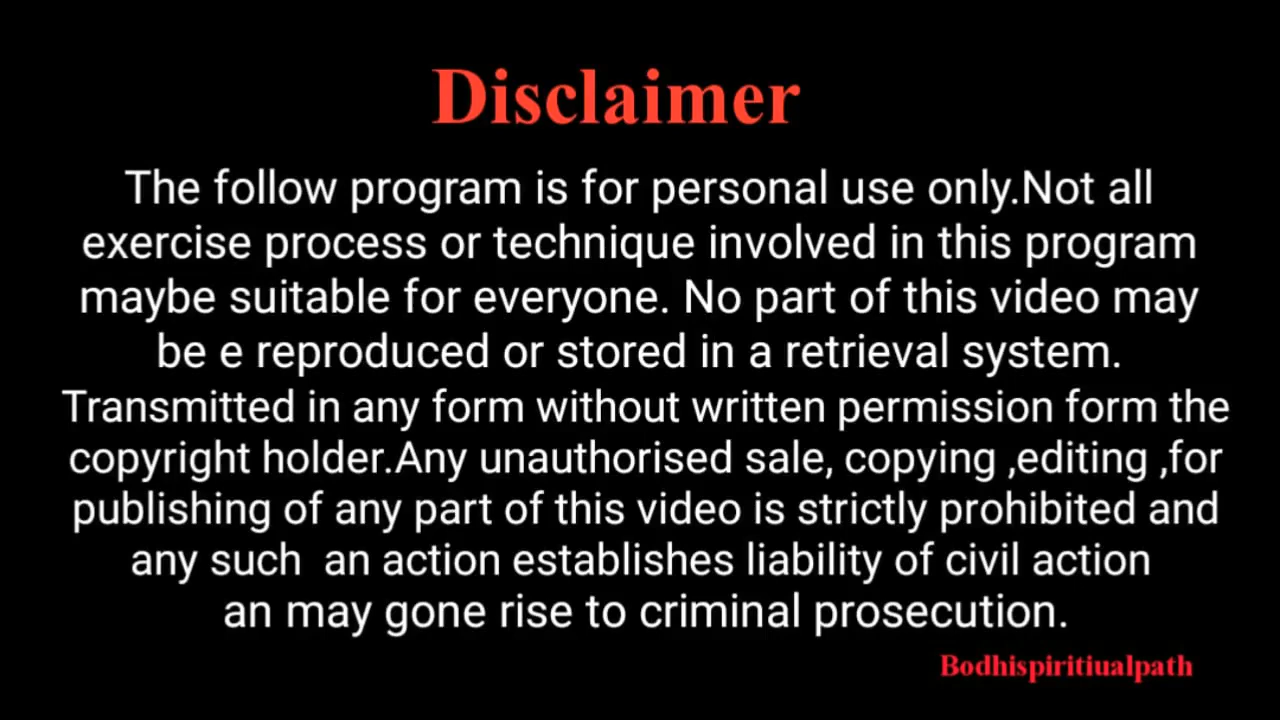 Disclaimer
The follow program is for personal use only.Not all
exercise process or technique involved in this program
maybe suitable for everyone. No part of this video may
be e reproduced or stored in a retrieval system.
Transmitted in any form without written permission form the
copyright holder.Any unauthorised sale, copying ,editing ,for
publishing of any part of this video is strictly prohibited and
any such  an action establishes liability of civil action
an may gone rise to criminal prosecution.
Bodhispiritiualpath